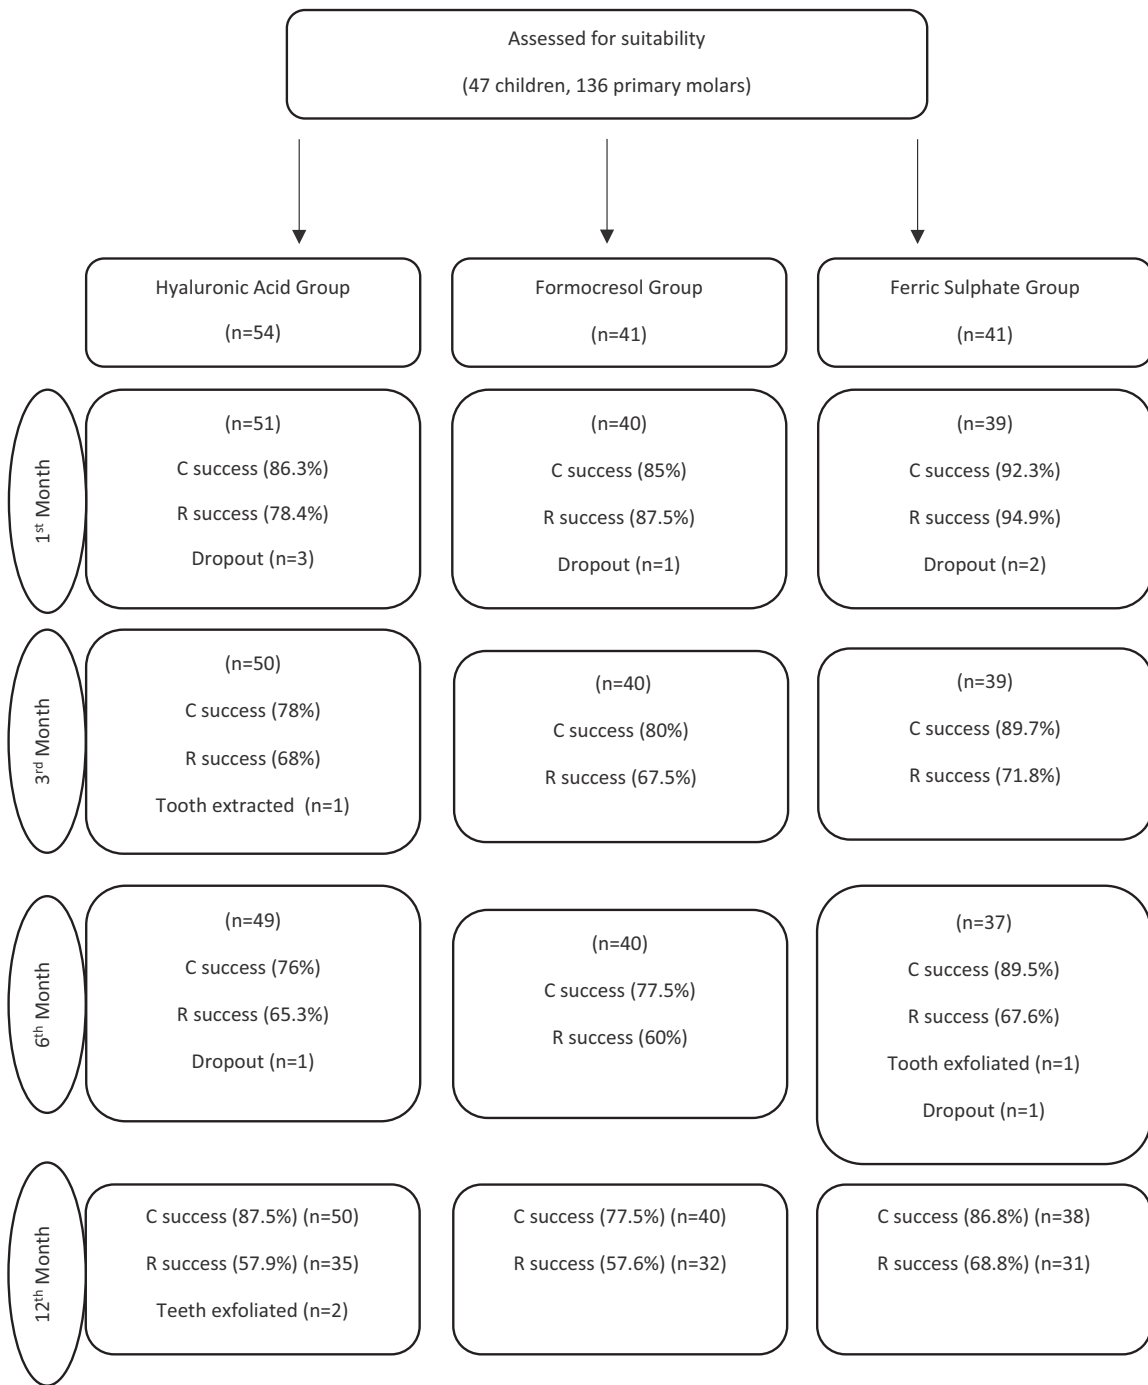 Assessed for suitability
(47 children, 136 primary molars)
Hyaluronic Acid Group
(n=54)
Formocresol Group
(n=41)
Ferric Sulphate Group
(n=41)
1st Month
(n=51)
C success (86.3%)
R success (78.4%)
Dropout (n=3)
(n=40)
C success (85%)
R success (87.5%)
Dropout (n=1)
(n=39)
C success (92.3%)
R success (94.9%)
Dropout (n=2)
3rd Month
(n=50)
C success (78%)
R success (68%)
Tooth extracted (n=1)
(n=40)
C success (80%)
R success (67.5%)
(n=39)
C success (89.7%)
R success (71.8%)
6th Month
(n=49)
C success (76%)
R success (65.3%)
Dropout (n=1)
(n=40)
C success (77.5%)
R success (60%)
(n=37)
C success (89.5%)
R success (67.6%)
Tooth exfoliated (n=1)
Dropout (n=1)
12th Month
C success (87.5%) (n=50)
R success (57.9%) (n=35)
Teeth exfoliated (n=2)
C success (77.5%) (n=40)
R success (57.6%) (n=32)
C success (86.8%) (n=38)
R success (68.8%) (n=31)